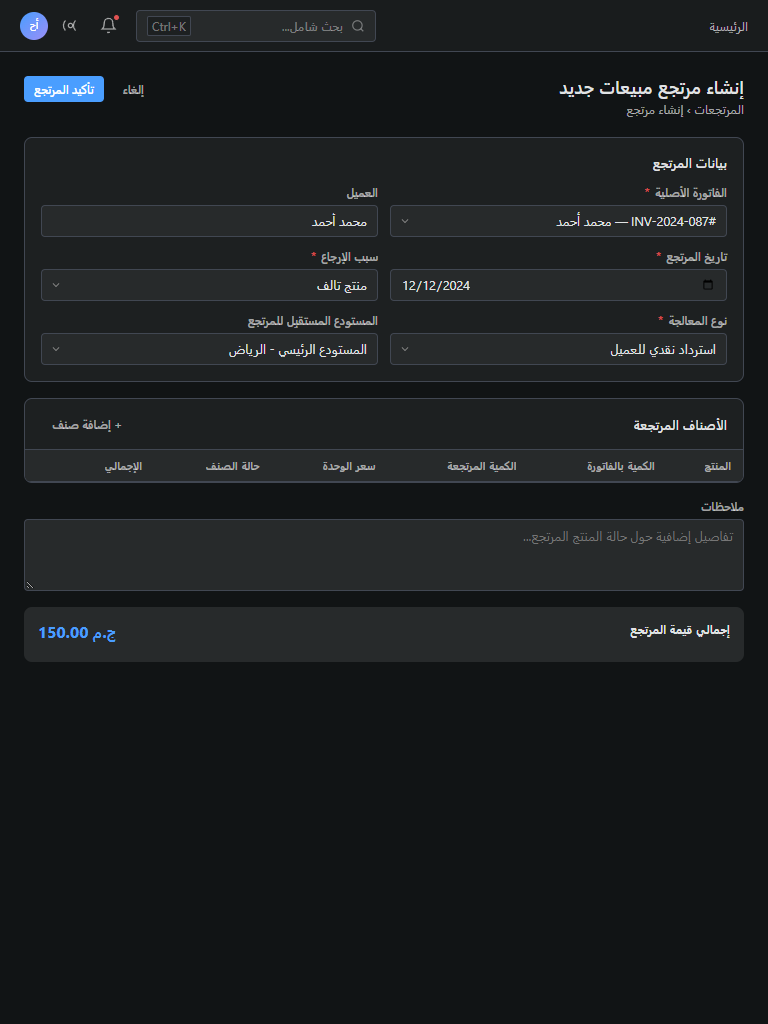 الرئيسية
بحث شامل...
Ctrl+K
أح
إنشاء مرتجع مبيعات جديد
المرتجعات › إنشاء مرتجع
إلغاء
تأكيد المرتجع
بيانات المرتجع
الفاتورة الأصلية *
العميل
#INV-2024-087 — محمد أحمد
محمد أحمد
تاريخ المرتجع *
سبب الإرجاع *
12/12/2024
منتج تالف
نوع المعالجة *
المستودع المستقبل للمرتجع
استرداد نقدي للعميل
المستودع الرئيسي - الرياض
الأصناف المرتجعة
+ إضافة صنف
المنتج
الكمية بالفاتورة
الكمية المرتجعة
سعر الوحدة
حالة الصنف
الإجمالي
ملاحظات
تفاصيل إضافية حول حالة المنتج المرتجع...
إجمالي قيمة المرتجع
ج.م 150.00